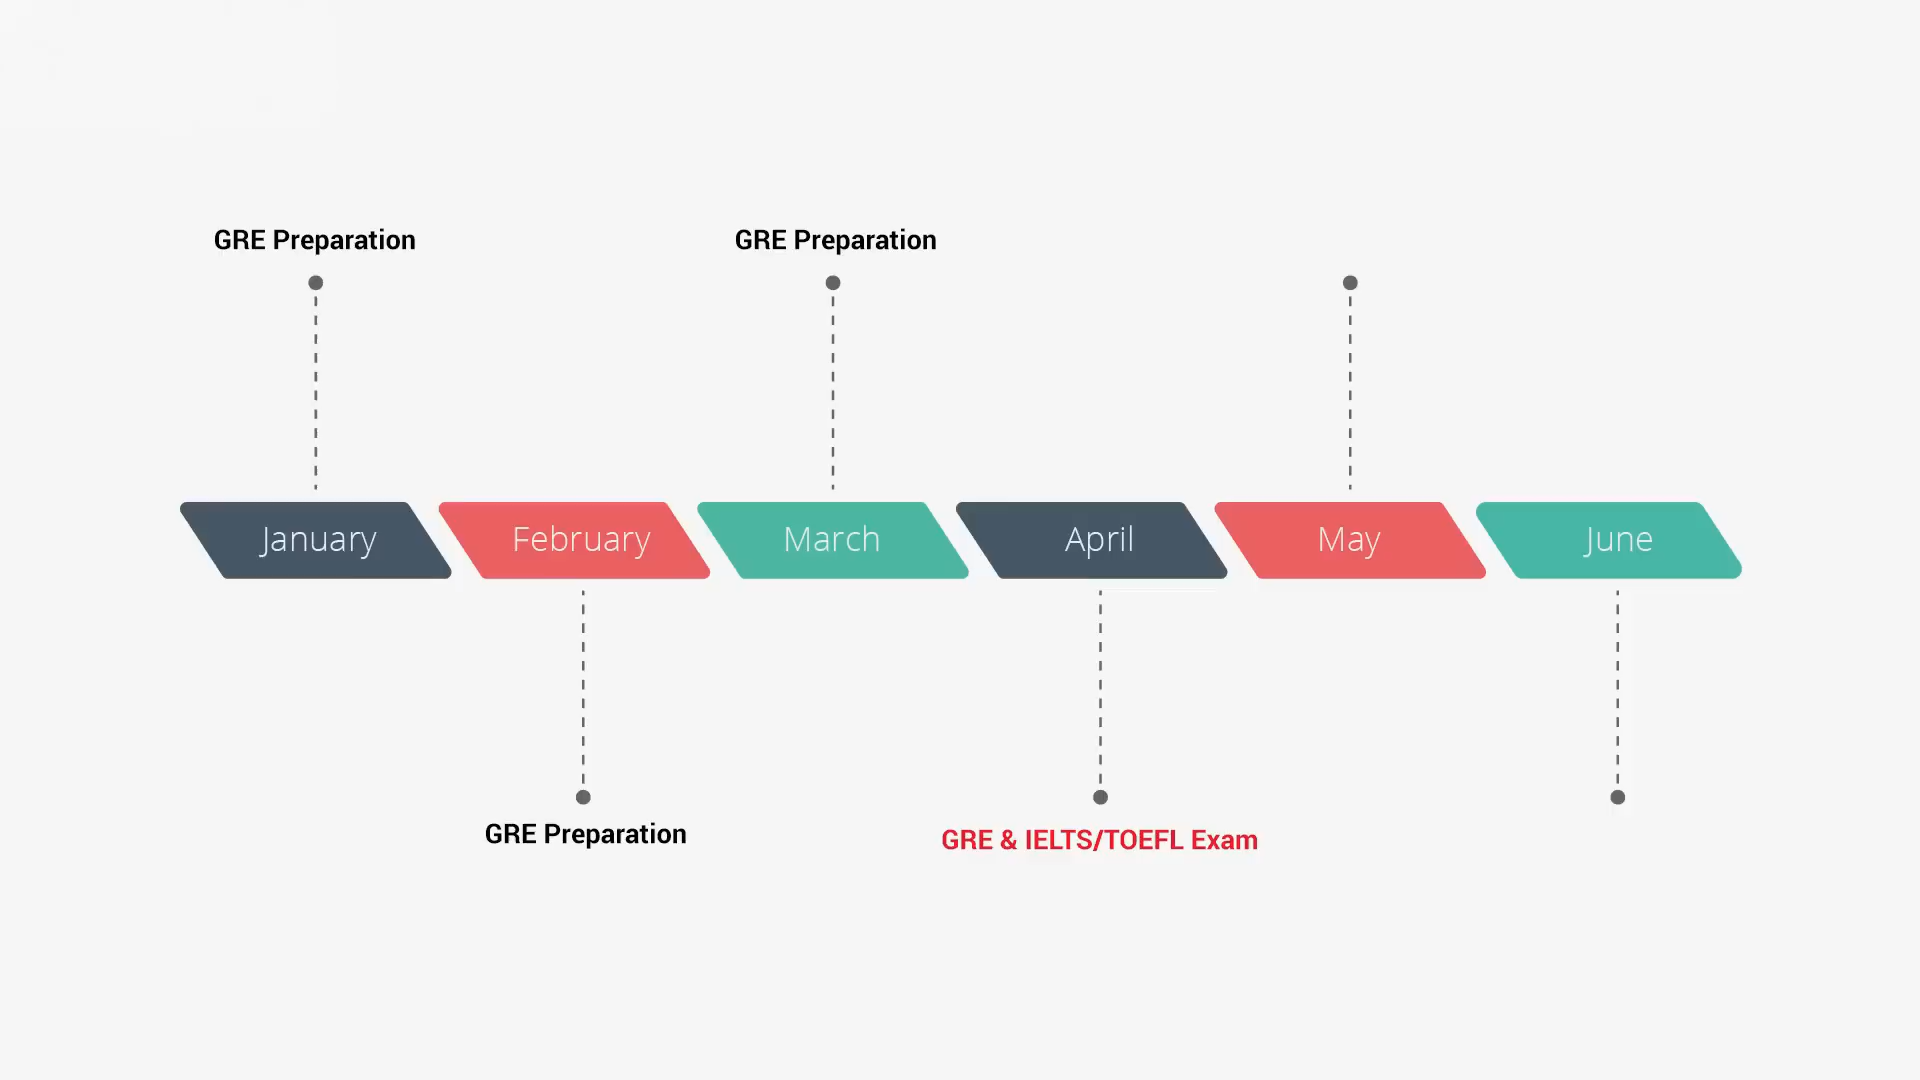 GRE Preparation
GRE Preparation
January
February
March
April
May
June
GRE Preparation
GRE & IELTS/TOEFL Exam